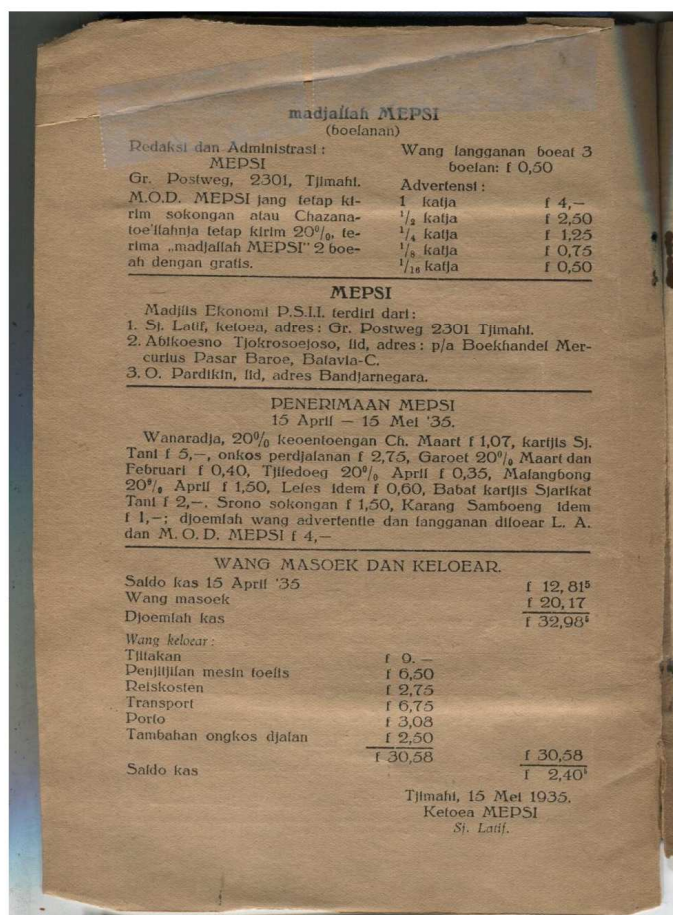 madjallah MEPSI
(boelanan)
Redaksi dan Administrasi :
MEPSI
Gr. Postweg, 2301, Tjimahi.
M.O.D. MEPSI jang tetap ki-
rim sokongan atau Chazana-
toe'llahnja tetap kirim 20%, te-
rima „madjallah MEPSI" 2 boe-
ah dengan gratis.
Wang langganan boeat 3
boelan: f 0,50
Advertensi :
1 katja f 4,—
1/2 katja f 2,50
1/4 katja f 1,25
1/8 katja f 0,75
1/16 katja f 0,50
MEPSI
Madjlis Ekonomi P.S.I.I. terdiri dari :
1. Sj. Latif, ketoea, adres : Gr. Postweg 2301 Tjimahi.
2. Abikoesno Tjokrosoejoso, lid, adres : p/a Boekhandel Mer-
curius Pasar Baroe, Batavia-C.
3. O. Pardikin, lid, adres Bandjarnegara.
PENERIMAAN MEPSI
15 April — 15 Mei '35.
Wanaradja, 20% keoentoengan Ch. Maart f 1,07, kartjis Sj.
Tani f 5,—, onkos perdjalanan f 2,75, Garoet 20% Maart dan
Februari f 0,40, Tjiledoeg 20% April f 0,35, Malangbong
20% April f 1,50, Leles idem f 0,60, Babat kartjis Sjarikat
Tani f 2,—. Srono sokongan f 1,50, Karang Samboeng idem
f 1,—; djoemlah wang advertentie dan langganan diloear L. A.
dan M. O. D. MEPSI f 4,—
WANG MASOEK DAN KELOEAR.
Saldo kas 15 April '35 f 12,81⁵
Wang masoek f 20,17
Djoemlah kas f 32,98⁵
Wang keloear :
Tjitakan f 9. —
Penjitjilan mesin toelis f 6,50
Reiskosten f 2,75
Transport f 6,75
Porto f 3,08
Tambahan ongkos djalan f 2,50
f 30,58 f 30,58
Saldo kas f 2,40⁵
Tjimahi, 15 Mei 1935.
Ketoea MEPSI
Sj. Latif.